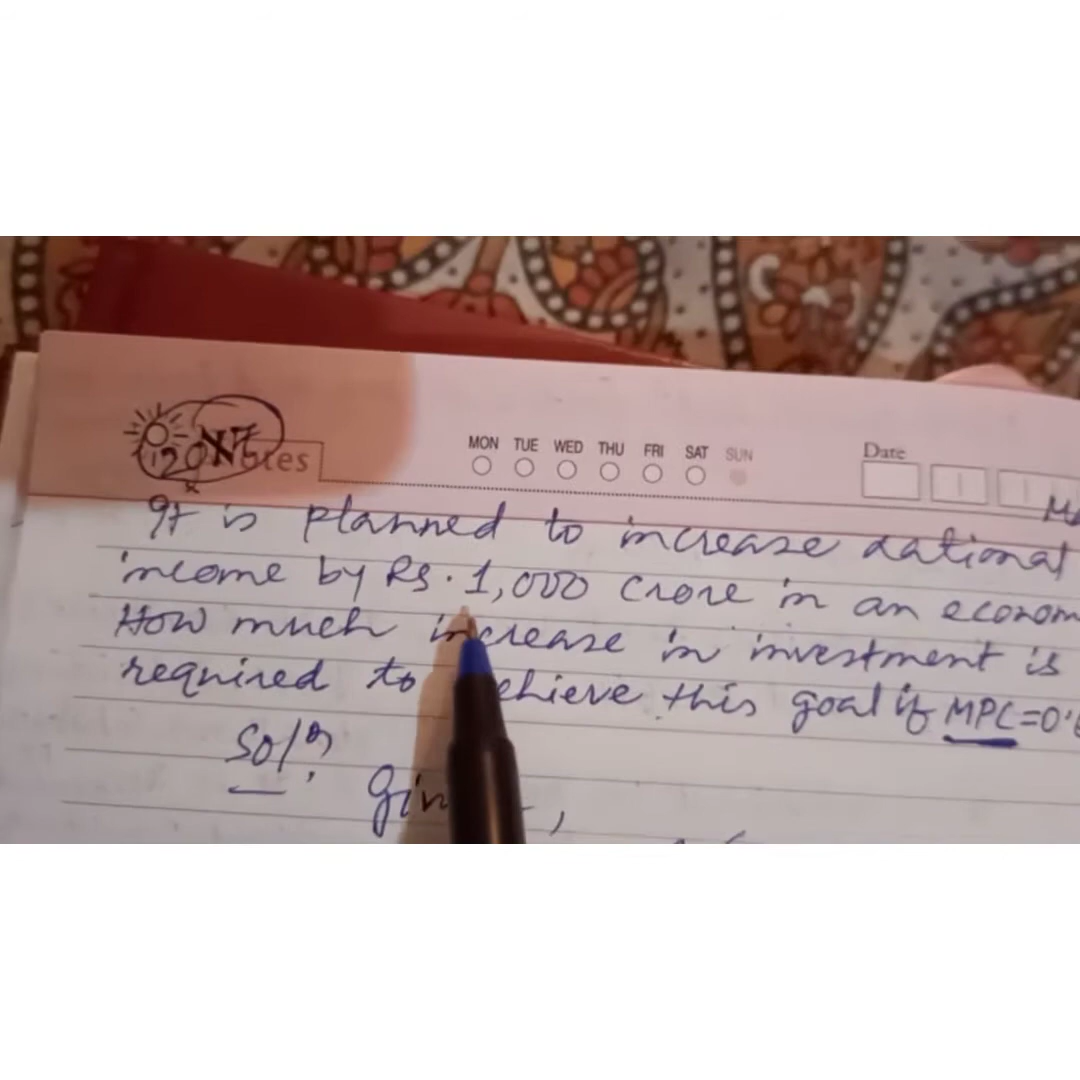 Notes
MON TUE WED THU FRI SAT SUN
Date
It is planned to increase national
income by Rs. 1,000 crore in an econom
How much increase in investment is
required to chieve this goal if MPC=0.
Sol?
Giv